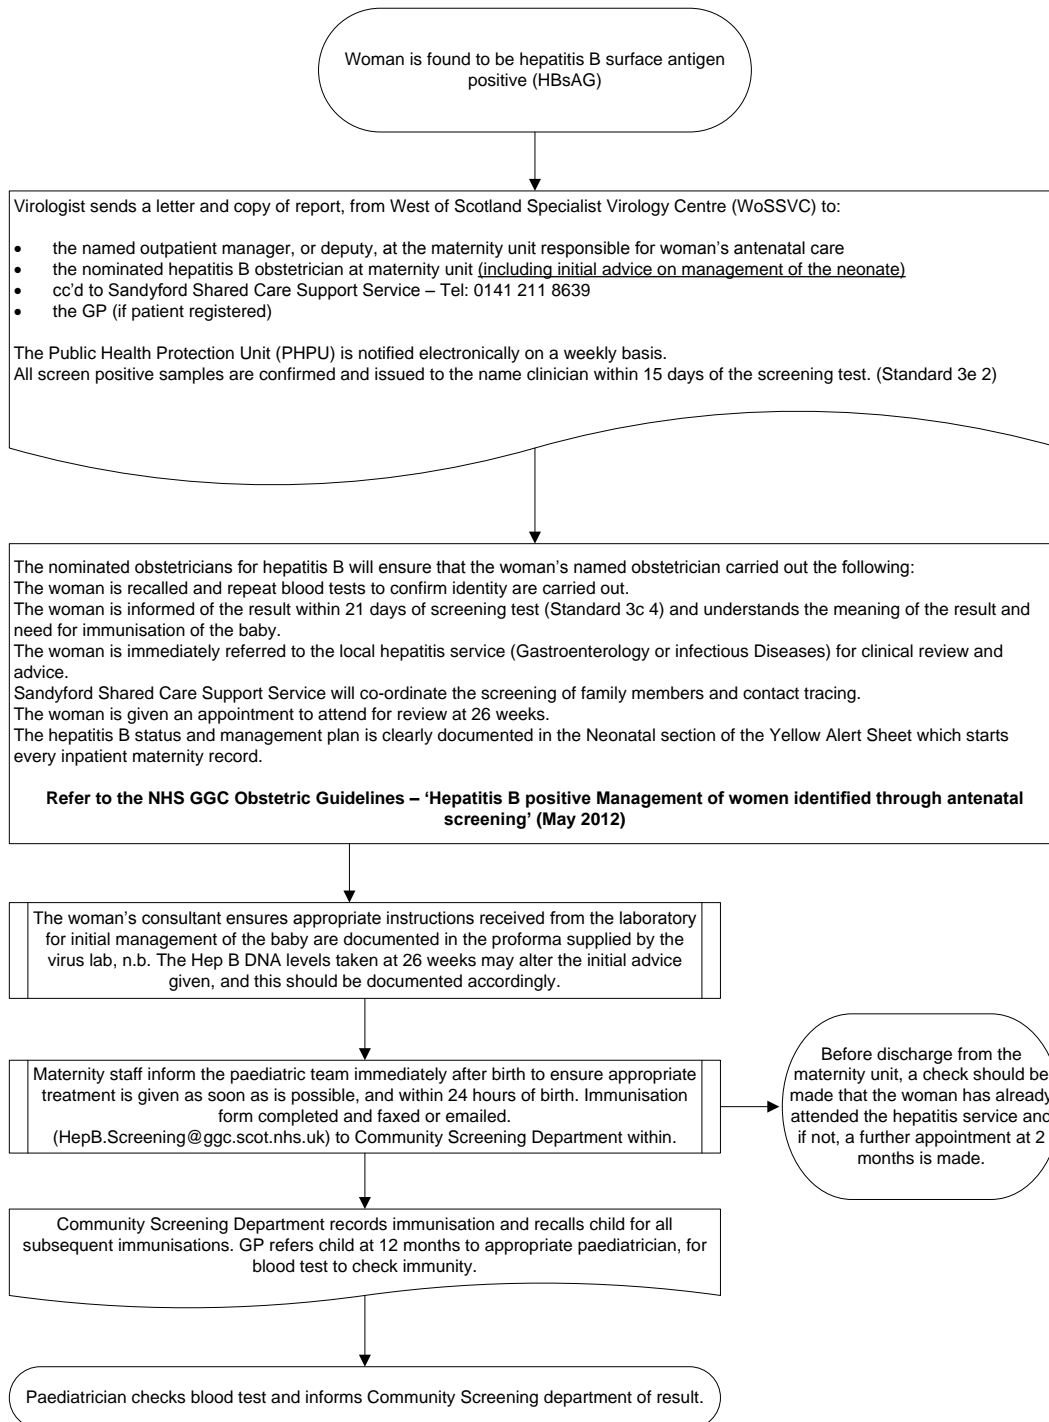 Woman is found to be hepatitis B surface antigen
positive (HBsAG)
Virologist sends a letter and copy of report, from West of Scotland Specialist Virology Centre (WoSSVC) to:
• the named outpatient manager, or deputy, at the maternity unit responsible for woman's antenatal care
• the nominated hepatitis B obstetrician at maternity unit (including initial advice on management of the neonate)
• cc'd to Sandyford Shared Care Support Service – Tel: 0141 211 8639
• the GP (if patient registered)
The Public Health Protection Unit (PHPU) is notified electronically on a weekly basis.
All screen positive samples are confirmed and issued to the name clinician within 15 days of the screening test. (Standard 3e 2)
The nominated obstetricians for hepatitis B will ensure that the woman's named obstetrician carried out the following:
The woman is recalled and repeat blood tests to confirm identity are carried out.
The woman is informed of the result within 21 days of screening test (Standard 3c 4) and understands the meaning of the result and
need for immunisation of the baby.
The woman is immediately referred to the local hepatitis service (Gastroenterology or infectious Diseases) for clinical review and
advice.
Sandyford Shared Care Support Service will co-ordinate the screening of family members and contact tracing.
The woman is given an appointment to attend for review at 26 weeks.
The hepatitis B status and management plan is clearly documented in the Neonatal section of the Yellow Alert Sheet which starts
every inpatient maternity record.
Refer to the NHS GGC Obstetric Guidelines – 'Hepatitis B positive Management of women identified through antenatal
screening' (May 2012)
The woman's consultant ensures appropriate instructions received from the laboratory
for initial management of the baby are documented in the proforma supplied by the
virus lab, n.b. The Hep B DNA levels taken at 26 weeks may alter the initial advice
given, and this should be documented accordingly.
Maternity staff inform the paediatric team immediately after birth to ensure appropriate
treatment is given as soon as is possible, and within 24 hours of birth. Immunisation
form completed and faxed or emailed.
(HepB.Screening@ggc.scot.nhs.uk) to Community Screening Department within.
Before discharge from the
maternity unit, a check should be
made that the woman has already
attended the hepatitis service and
if not, a further appointment at 2
months is made.
Community Screening Department records immunisation and recalls child for all
subsequent immunisations. GP refers child at 12 months to appropriate paediatrician, for
blood test to check immunity.
Paediatrician checks blood test and informs Community Screening department of result.